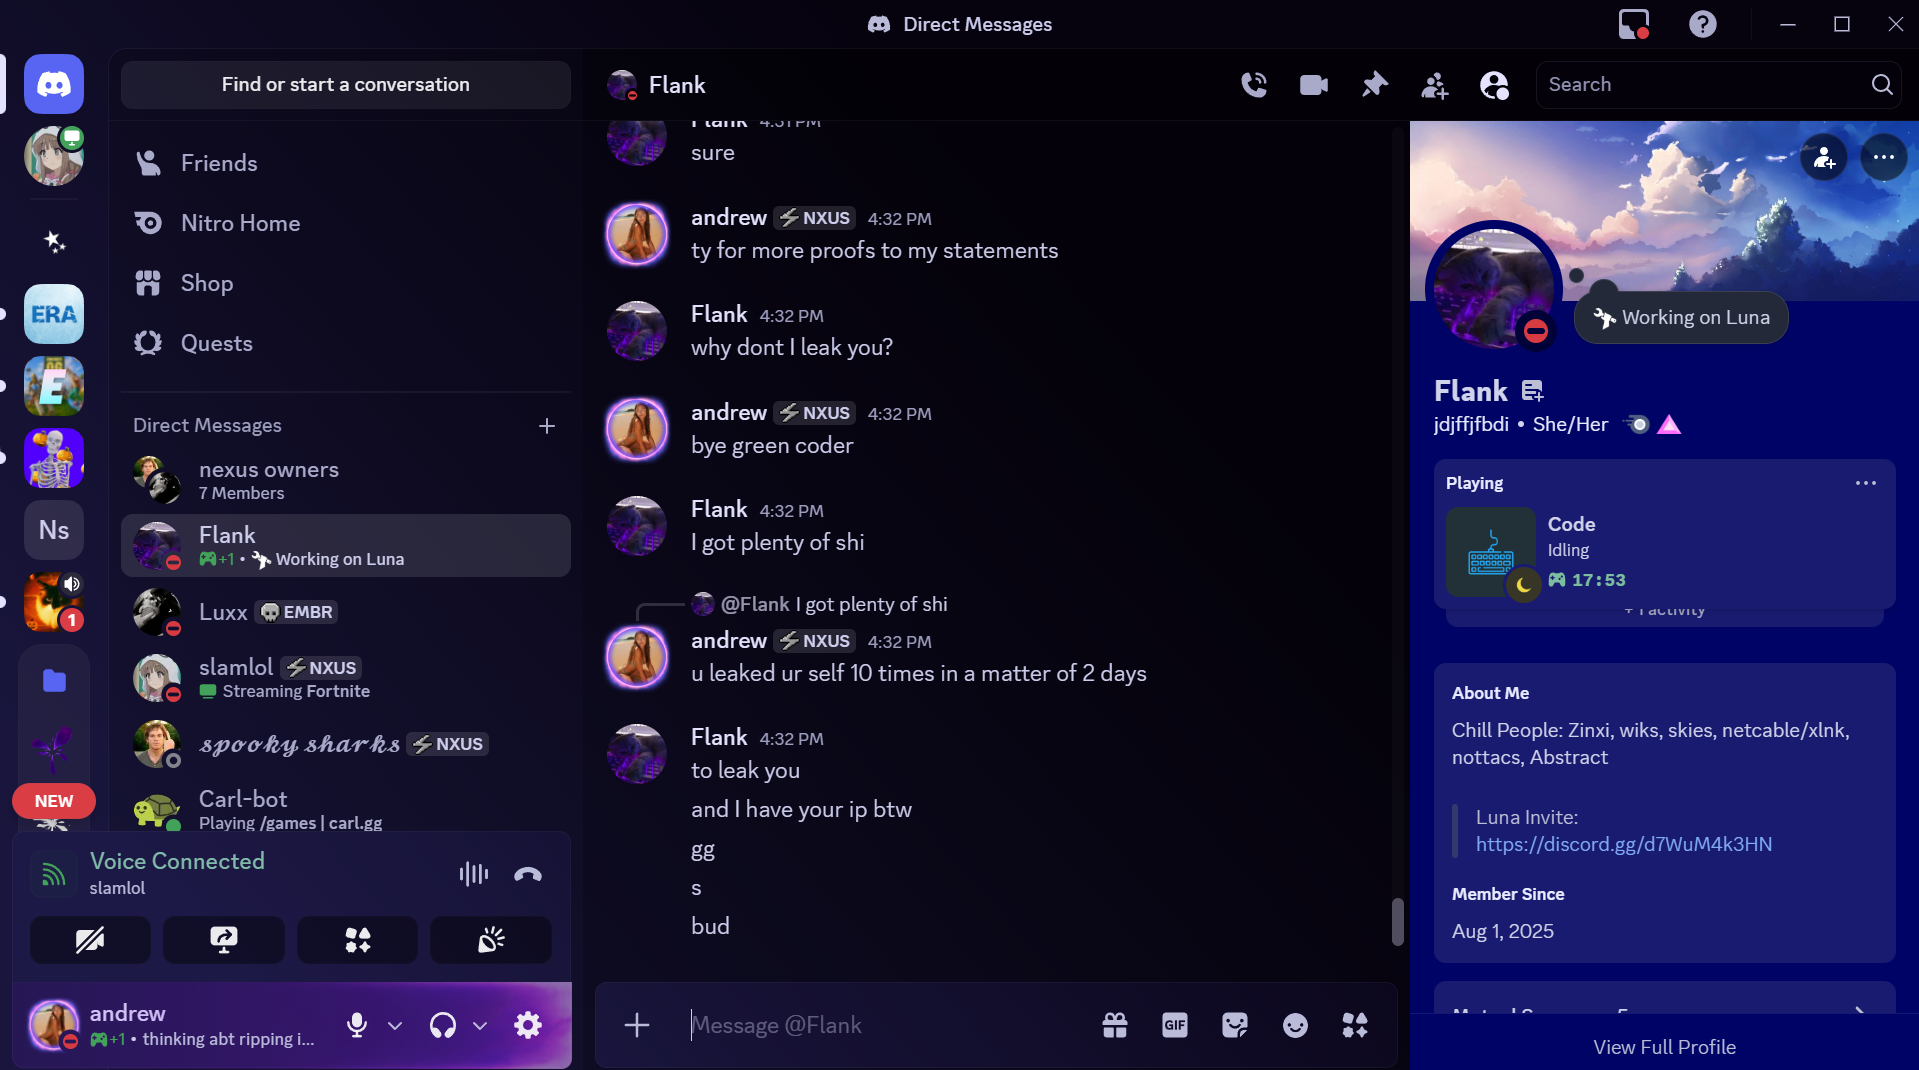 Direct Messages
Find or start a conversation
Friends
Nitro Home
Shop
Quests
Direct Messages
nexus owners
7 Members
Flank
+1 • Working on Luna
Luxx EMBR
slamlol NXUS
Streaming Fortnite
𝓼𝓹𝓸𝓸𝓴𝔂 𝓼𝓱𝓪𝓻𝓴𝓼 NXUS
Carl-bot
Playing /games | carl.gg
ERA
E
Ns
1
NEW
Voice Connected
slamlol
andrew
+1 • thinking abt ripping i...
Flank
Search
Flank 4:31 PM
sure
andrew NXUS 4:32 PM
ty for more proofs to my statements
Flank 4:32 PM
why dont I leak you?
andrew NXUS 4:32 PM
bye green coder
Flank 4:32 PM
I got plenty of shi
@Flank I got plenty of shi
andrew NXUS 4:32 PM
u leaked ur self 10 times in a matter of 2 days
Flank 4:32 PM
to leak you
and I have your ip btw
gg
s
bud
Message @Flank
GIF
Working on Luna
Flank
jdjffjfbdi • She/Her
Playing
Code
Idling
17:53
+ 1 activity
About Me
Chill People: Zinxi, wiks, skies, netcable/xlnk,
nottacs, Abstract
Luna Invite:
https://discord.gg/d7WuM4k3HN
Member Since
Aug 1, 2025
View Full Profile